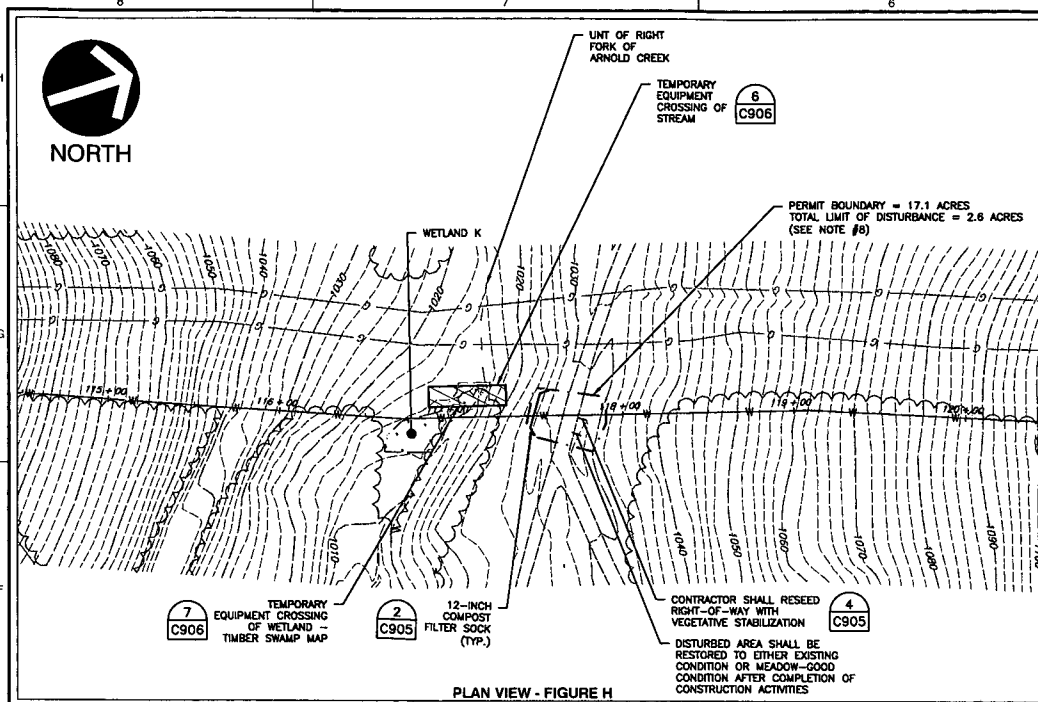 8
7
6
H
G
F
NORTH
UNT OF RIGHT
FORK OF
ARNOLD CREEK
TEMPORARY
EQUIPMENT
CROSSING OF
STREAM
6
C906
PERMIT BOUNDARY = 17.1 ACRES
TOTAL LIMIT OF DISTURBANCE = 2.6 ACRES
(SEE NOTE #8)
WETLAND K
1080
1070
1060
1050
1040
1030
1020
1020
1030
G G G G G G G G G
G G G G G G G G G
115+00
116+00
118+00
119+00
120+00
W W W W W W W W W
1010
1040
1050
1060
1070
1080
1090
7
C906
TEMPORARY
EQUIPMENT CROSSING
OF WETLAND -
TIMBER SWAMP MAP
2
C905
12-INCH
COMPOST
FILTER SOCK
(TYP.)
CONTRACTOR SHALL RESEED
RIGHT-OF-WAY WITH
VEGETATIVE STABILIZATION
4
C905
DISTURBED AREA SHALL BE
RESTORED TO EITHER EXISTING
CONDITION OR MEADOW-GOOD
CONDITION AFTER COMPLETION OF
CONSTRUCTION ACTIVITIES
PLAN VIEW - FIGURE H